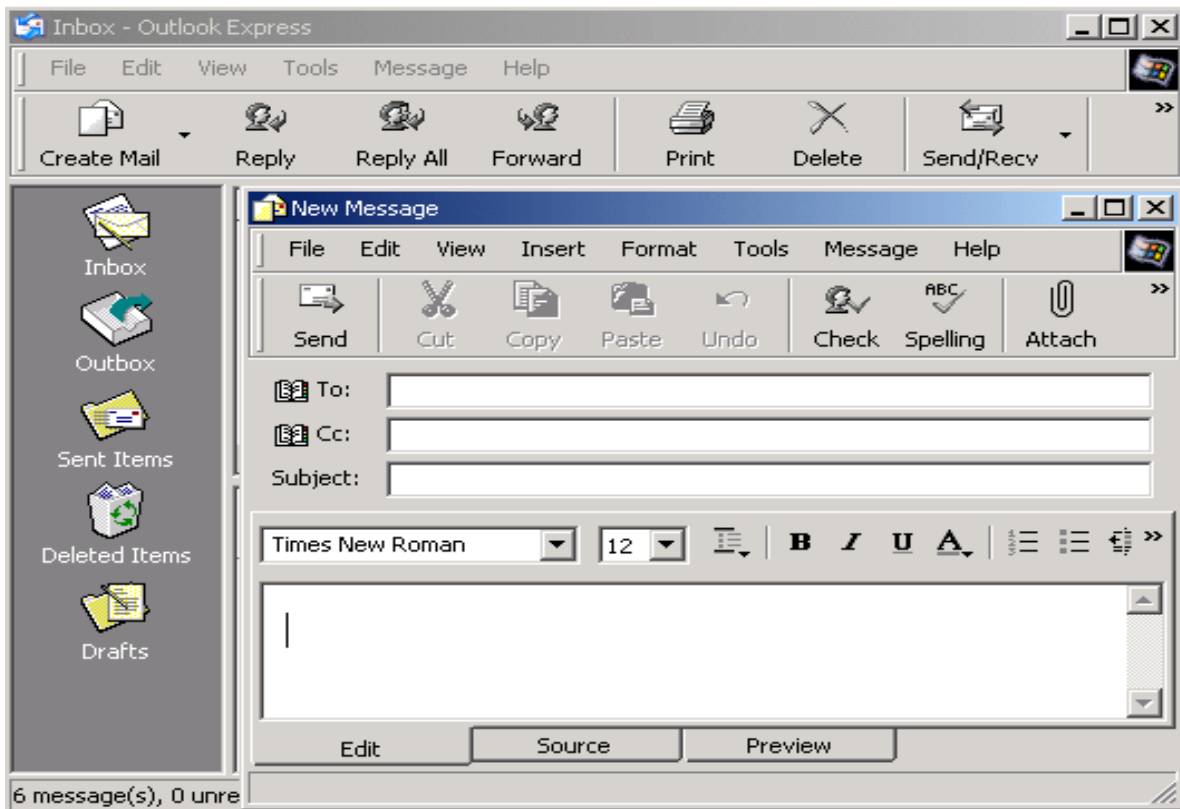 Inbox - Outlook Express
File Edit View Tools Message Help
Create Mail Reply Reply All Forward Print Delete Send/Recv
Inbox
Outbox
Sent Items
Deleted Items
Drafts
New Message
File Edit View Insert Format Tools Message Help
ABC
Send Cut Copy Paste Undo Check Spelling Attach
To:
Cc:
Subject:
Times New Roman 12 B I U A
Edit Source Preview
6 message(s), 0 unre